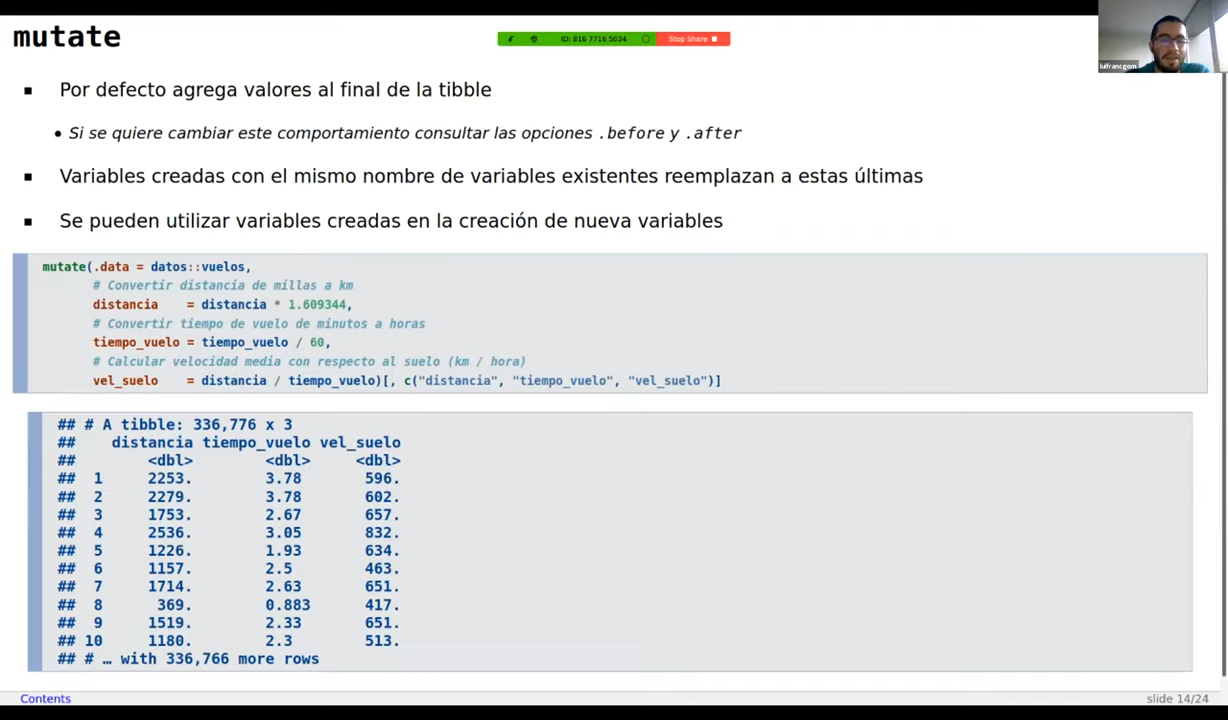 mutate
ID: 816 7716 5034 Stop Share
luifrancgom
▪ Por defecto agrega valores al final de la tibble
• Si se quiere cambiar este comportamiento consultar las opciones .before y .after
▪ Variables creadas con el mismo nombre de variables existentes reemplazan a estas últimas
▪ Se pueden utilizar variables creadas en la creación de nueva variables
mutate(.data = datos::vuelos,
# Convertir distancia de millas a km
distancia = distancia * 1.609344,
# Convertir tiempo de vuelo de minutos a horas
tiempo_vuelo = tiempo_vuelo / 60,
# Calcular velocidad media con respecto al suelo (km / hora)
vel_suelo = distancia / tiempo_vuelo)[, c("distancia", "tiempo_vuelo", "vel_suelo")]
## # A tibble: 336,776 x 3
## distancia tiempo_vuelo vel_suelo
## <dbl> <dbl> <dbl>
## 1 2253. 3.78 596.
## 2 2279. 3.78 602.
## 3 1753. 2.67 657.
## 4 2536. 3.05 832.
## 5 1226. 1.93 634.
## 6 1157. 2.5 463.
## 7 1714. 2.63 651.
## 8 369. 0.883 417.
## 9 1519. 2.33 651.
## 10 1180. 2.3 513.
## # … with 336,766 more rows
Contents
slide 14/24